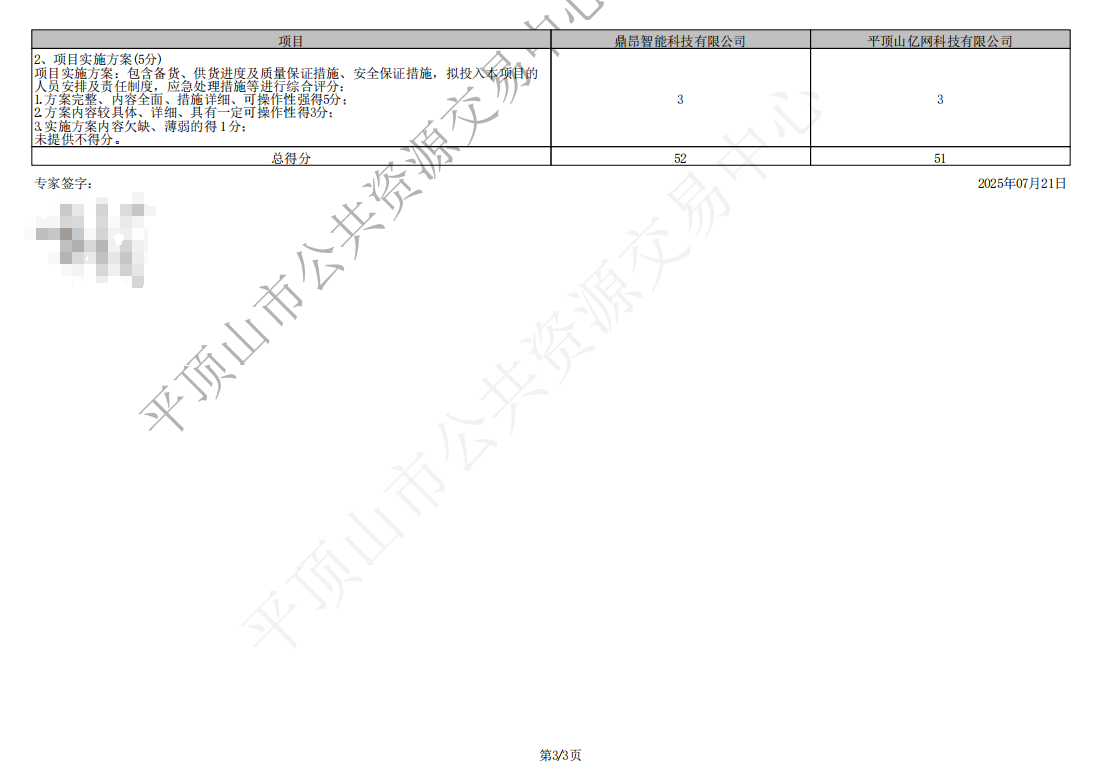 项目 鼎昂智能科技有限公司 平顶山亿网科技有限公司
2、项目实施方案(5分)
项目实施方案：包含备货、供货进度及质量保证措施、安全保证措施，拟投入本项目的
人员安排及责任制度，应急处理措施等进行综合评分：
1.方案完整、内容全面、措施详细、可操作性强得5分；
2.方案内容较具体、详细、具有一定可操作性得3分；
3.实施方案内容欠缺、薄弱的得1分；
未提供不得分。
3 3
总得分 52 51
专家签字： 2025年07月21日
平顶山市公共资源交易中心
平顶山市公共资源交易中心
第3/3页